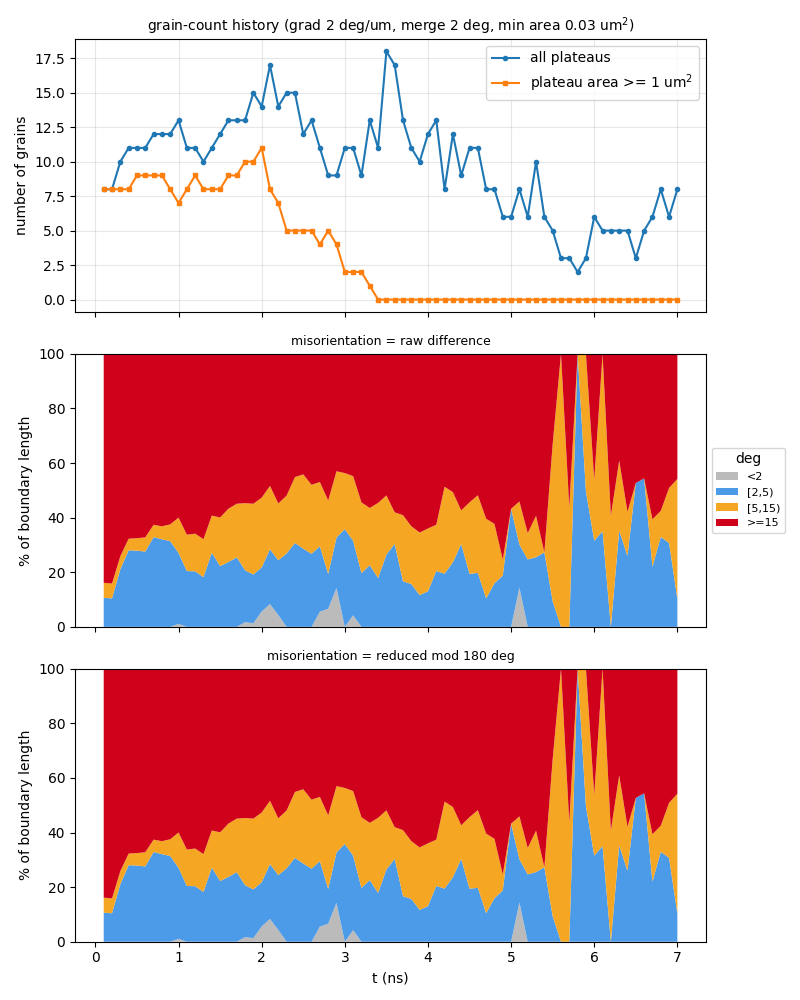 grain-count history (grad 2 deg/um, merge 2 deg, min area 0.03 um²)
17.5
15.0
12.5
10.0
7.5
5.0
2.5
0.0
number of grains
all plateaus
plateau area >= 1 um²
misorientation = raw difference
100
80
60
40
20
0
% of boundary length
deg
<2
[2,5)
[5,15)
>=15
misorientation = reduced mod 180 deg
100
80
60
40
20
0
% of boundary length
0 1 2 3 4 5 6 7
t (ns)